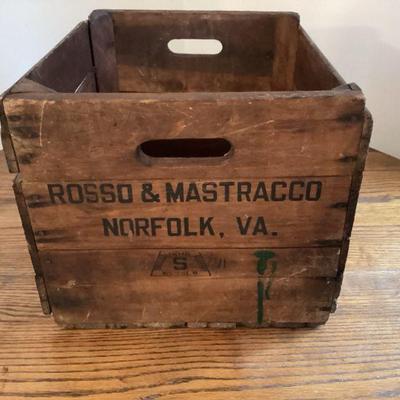 ROSSO & MASTRACCO
NORFOLK, VA.
S